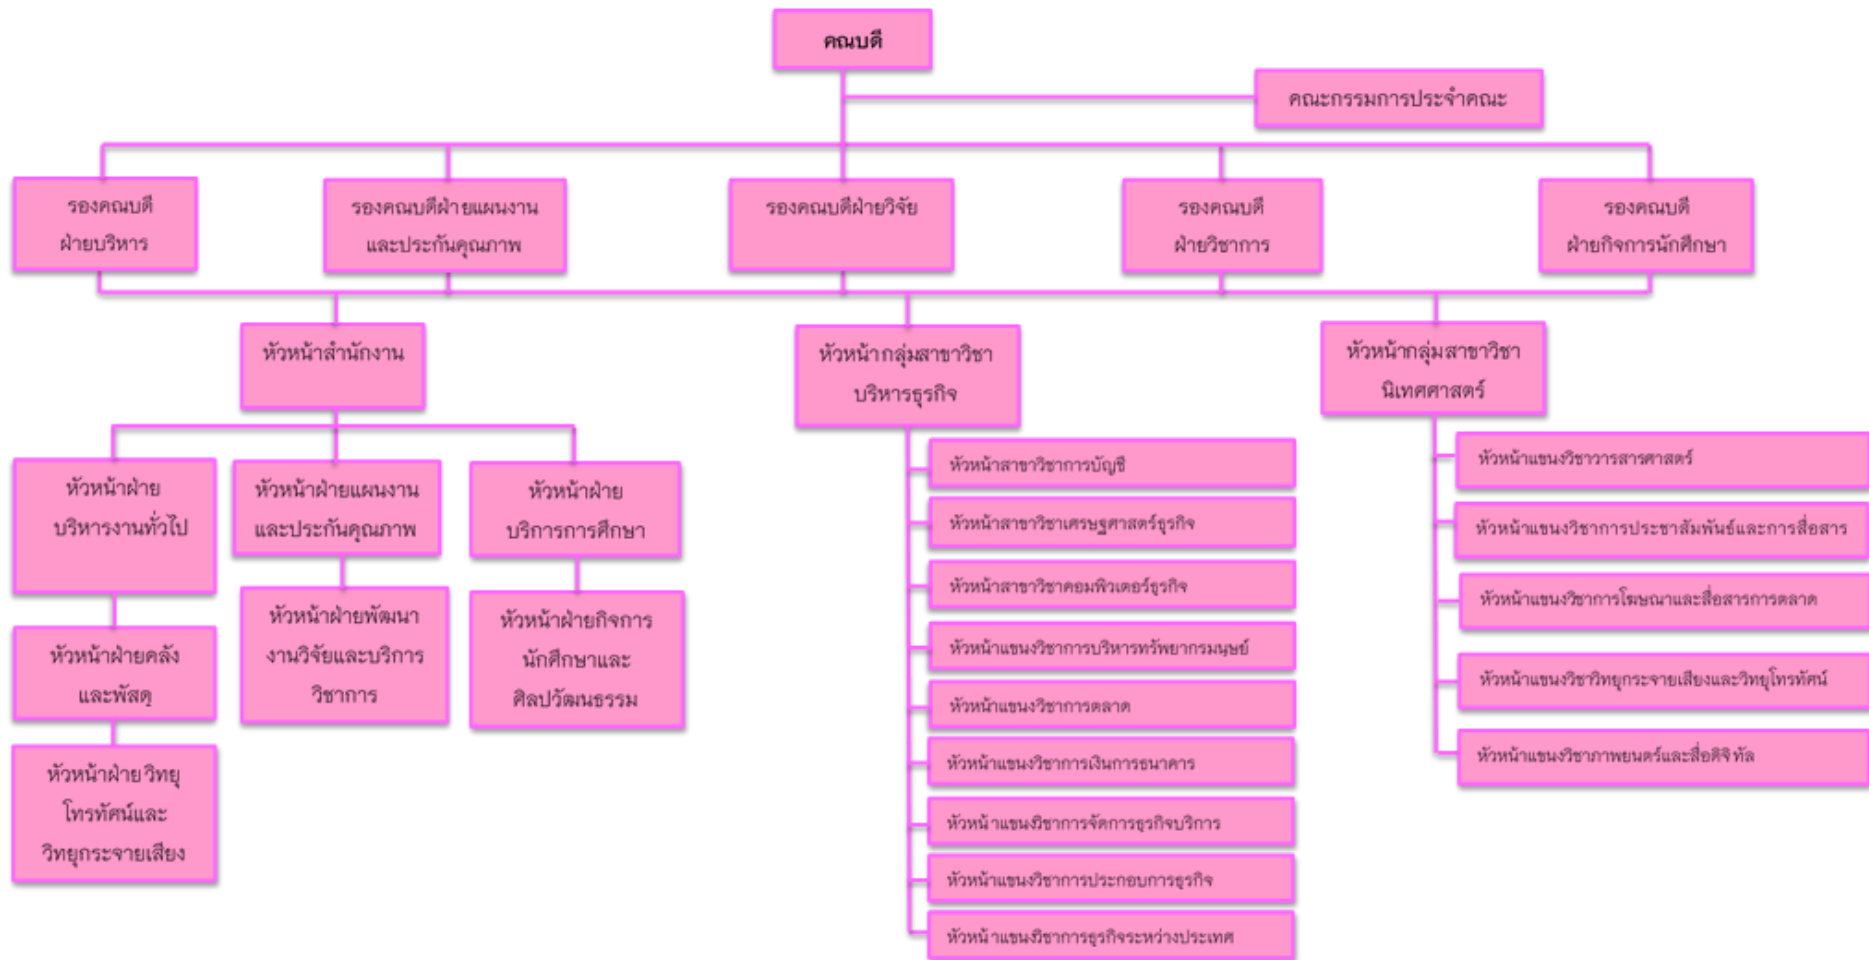 คณบดี
คณะกรรมการประจำคณะ
รองคณบดี
ฝ่ายบริหาร
รองคณบดีฝ่ายแผนงาน
และประกันคุณภาพ
รองคณบดีฝ่ายวิจัย
รองคณบดี
ฝ่ายวิชาการ
รองคณบดี
ฝ่ายกิจการนักศึกษา
หัวหน้าสำนักงาน
หัวหน้ากลุ่มสาขาวิชา
บริหารธุรกิจ
หัวหน้ากลุ่มสาขาวิชา
นิเทศศาสตร์
หัวหน้าฝ่าย
บริหารงานทั่วไป
หัวหน้าฝ่ายแผนงาน
และประกันคุณภาพ
หัวหน้าฝ่าย
บริการการศึกษา
หัวหน้าฝ่ายคลัง
และพัสดุ
หัวหน้าฝ่ายพัฒนา
งานวิจัยและบริการ
วิชาการ
หัวหน้าฝ่ายกิจการ
นักศึกษาและ
ศิลปวัฒนธรรม
หัวหน้าฝ่ายวิทยุ
โทรทัศน์และ
วิทยุกระจายเสียง
หัวหน้าสาขาวิชาการบัญชี
หัวหน้าสาขาวิชาเศรษฐศาสตร์ธุรกิจ
หัวหน้าสาขาวิชาคอมพิวเตอร์ธุรกิจ
หัวหน้าแขนงวิชาการบริหารทรัพยากรมนุษย์
หัวหน้าแขนงวิชาการตลาด
หัวหน้าแขนงวิชาการเงินการธนาคาร
หัวหน้าแขนงวิชาการจัดการธุรกิจบริการ
หัวหน้าแขนงวิชาการประกอบการธุรกิจ
หัวหน้าแขนงวิชาการธุรกิจระหว่างประเทศ
หัวหน้าแขนงวิชาวารสารศาสตร์
หัวหน้าแขนงวิชาการประชาสัมพันธ์และการสื่อสาร
หัวหน้าแขนงวิชาการโฆษณาและสื่อสารการตลาด
หัวหน้าแขนงวิชาวิทยุกระจายเสียงและวิทยุโทรทัศน์
หัวหน้าแขนงวิชาภาพยนตร์และสื่อดิจิทัล